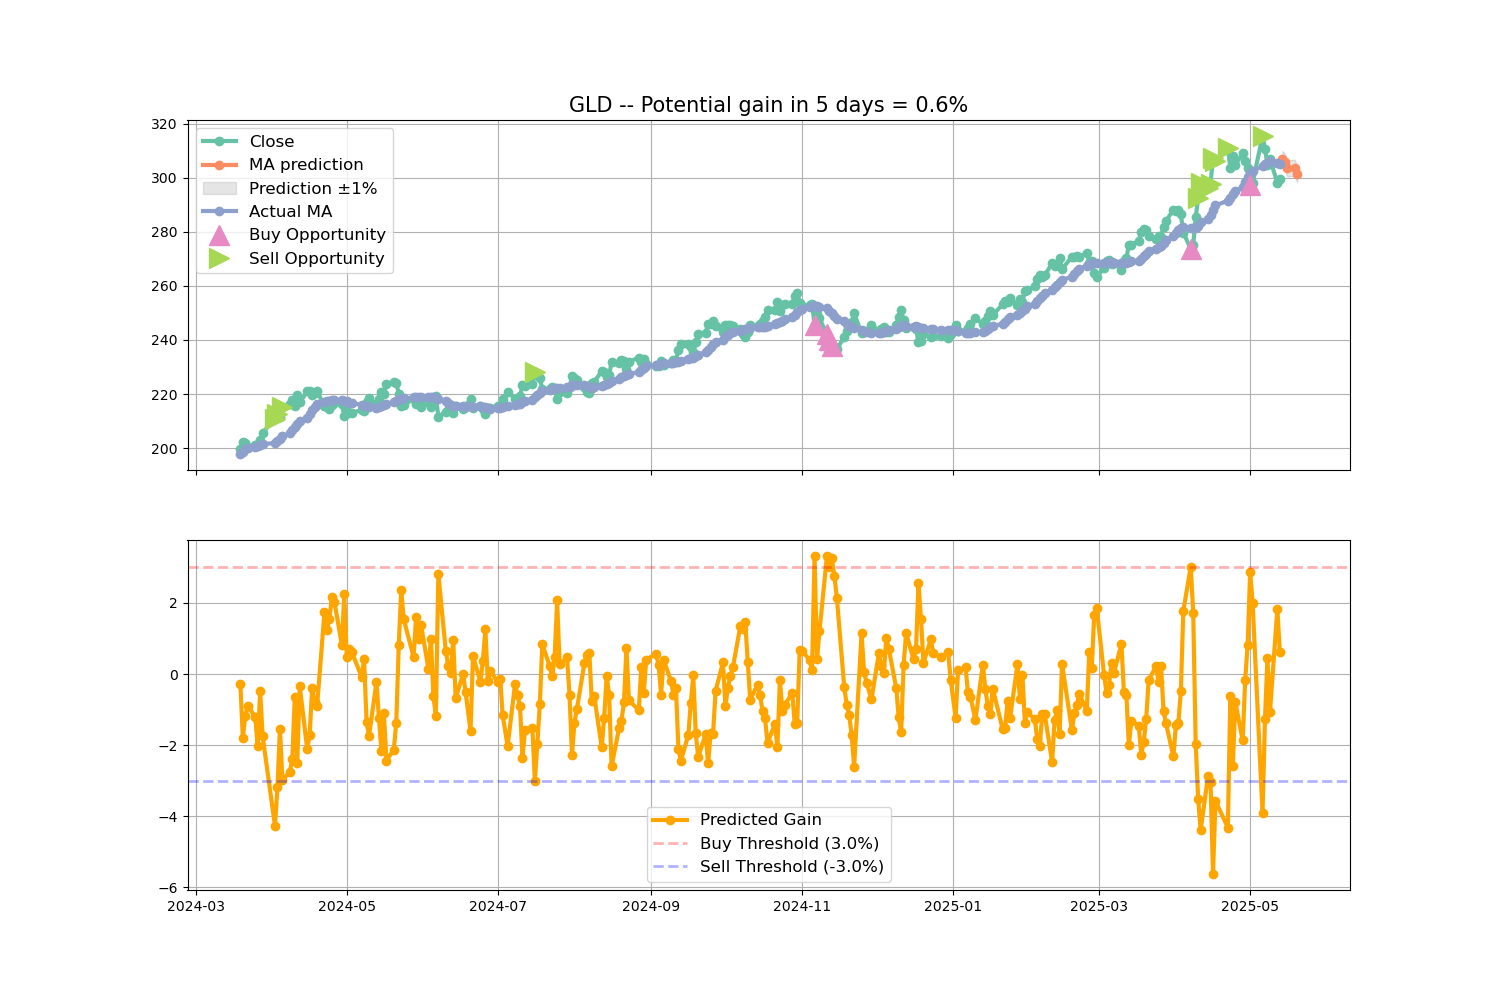 GLD -- Potential gain in 5 days = 0.6%
320
300
280
260
240
220
200
Close
MA prediction
Prediction ±1%
Actual MA
Buy Opportunity
Sell Opportunity
2
0
−2
−4
−6
Predicted Gain
Buy Threshold (3.0%)
Sell Threshold (-3.0%)
2024-03 2024-05 2024-07 2024-09 2024-11 2025-01 2025-03 2025-05